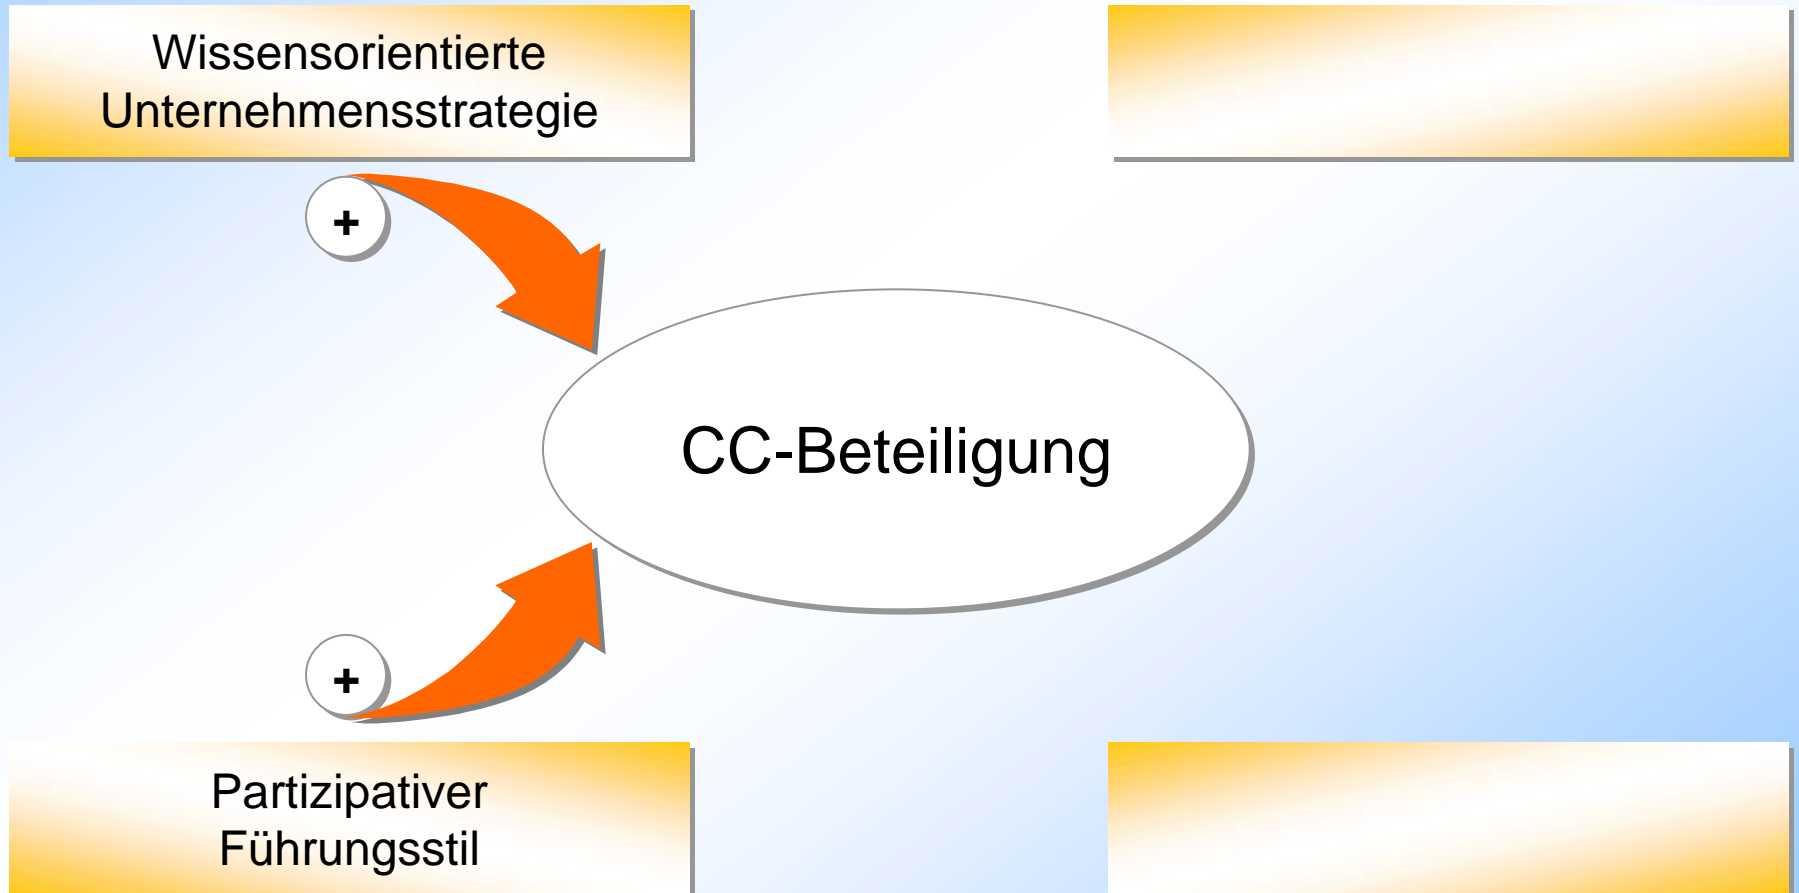 Wissensorientierte
Unternehmensstrategie
+
CC-Beteiligung
+
Partizipativer
Führungsstil